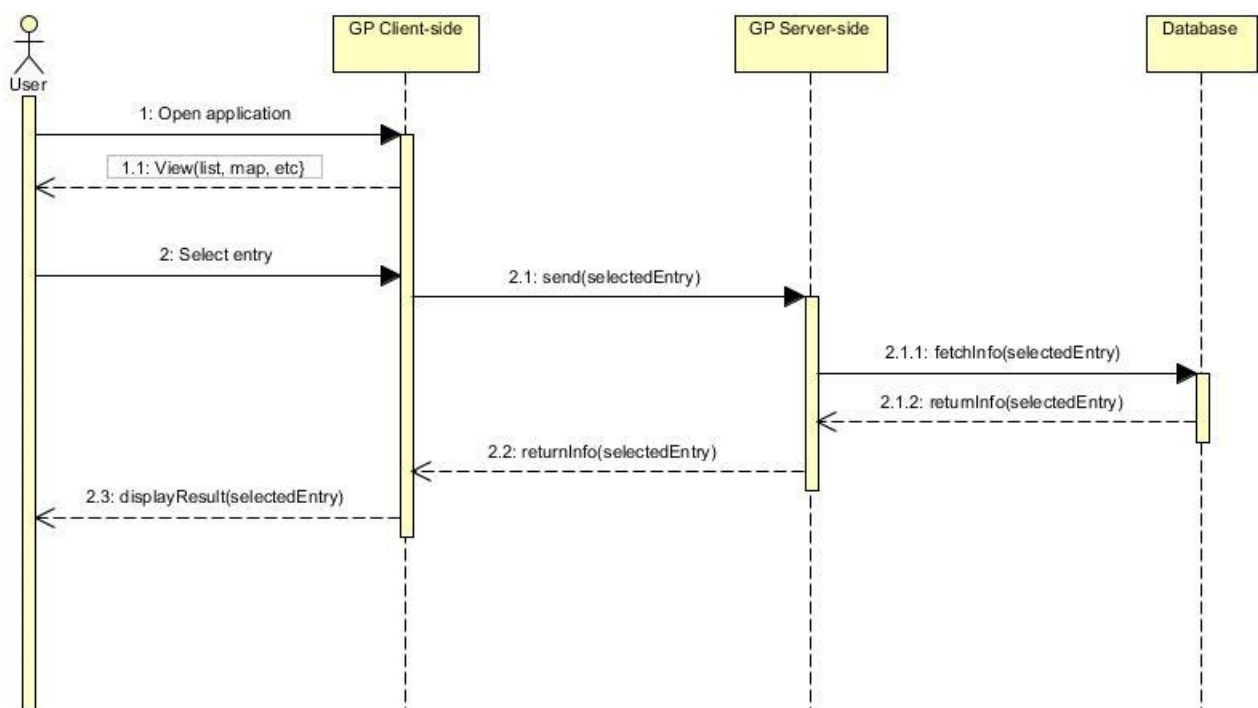 GP Client-side
GP Server-side
Database
User
1: Open application
1.1: View(list, map, etc}
2: Select entry
2.1: send(selectedEntry)
2.1.1: fetchInfo(selectedEntry)
2.1.2: returnInfo(selectedEntry)
2.2: returnInfo(selectedEntry)
2.3: displayResult(selectedEntry)